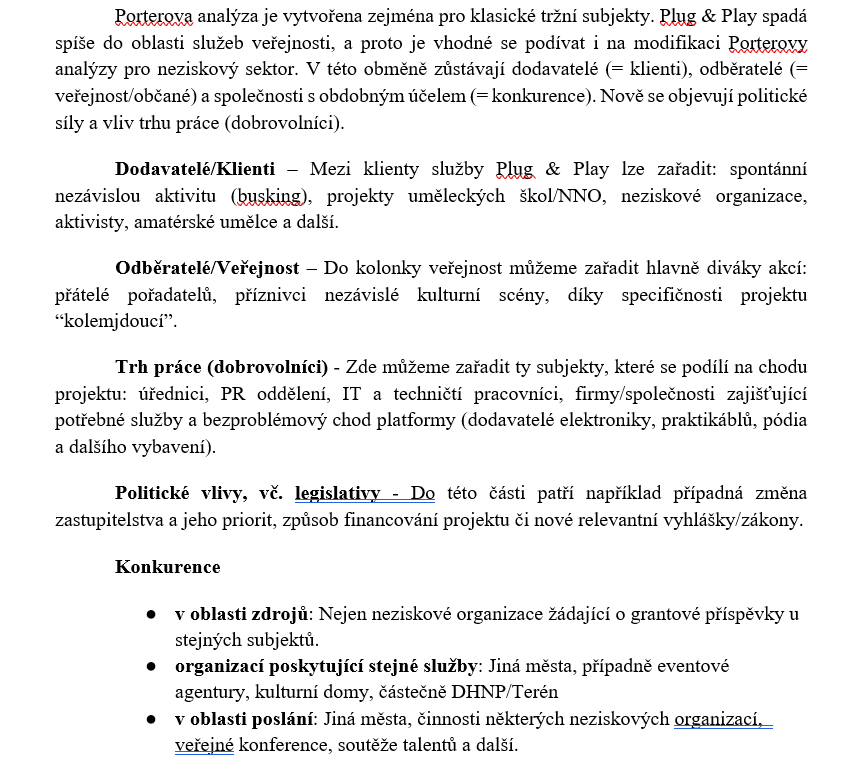 Porterova analýza je vytvořena zejména pro klasické tržní subjekty. Plug & Play spadá
spíše do oblasti služeb veřejnosti, a proto je vhodné se podívat i na modifikaci Porterovy
analýzy pro neziskový sektor. V této obměně zůstávají dodavatelé (= klienti), odběratelé (=
veřejnost/občané) a společnosti s obdobným účelem (= konkurence). Nově se objevují politické
síly a vliv trhu práce (dobrovolníci).
Dodavatelé/Klienti – Mezi klienty služby Plug & Play lze zařadit: spontánní
nezávislou aktivitu (busking), projekty uměleckých škol/NNO, neziskové organizace,
aktivisty, amatérské umělce a další.
Odběratelé/Veřejnost – Do kolonky veřejnost můžeme zařadit hlavně diváky akcí:
přátelé pořadatelů, příznivci nezávislé kulturní scény, díky specifičnosti projektu
“kolemjdoucí”.
Trh práce (dobrovolníci) - Zde můžeme zařadit ty subjekty, které se podílí na chodu
projektu: úřednici, PR oddělení, IT a techničtí pracovníci, firmy/společnosti zajišťující
potřebné služby a bezproblémový chod platformy (dodavatelé elektroniky, praktikáblů, pódia
a dalšího vybavení).
Politické vlivy, vč. legislativy - Do této části patří například případná změna
zastupitelstva a jeho priorit, způsob financování projektu či nové relevantní vyhlášky/zákony.
Konkurence
● v oblasti zdrojů: Nejen neziskové organizace žádající o grantové příspěvky u
stejných subjektů.
● organizací poskytující stejné služby: Jiná města, případně eventové
agentury, kulturní domy, částečně DHNP/Terén
● v oblasti poslání: Jiná města, činnosti některých neziskových organizací,
veřejné konference, soutěže talentů a další.